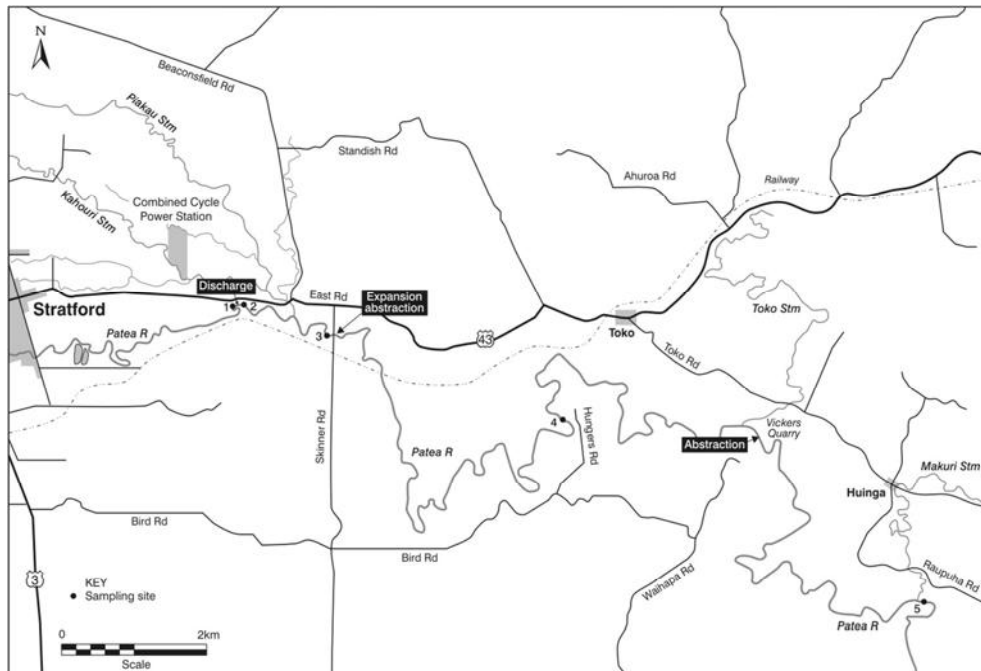 N
Beaconsfield Rd
Piakau Stm
Standish Rd
Ahuroa Rd
Railway
Kahouri Stm
Combined Cycle
Power Station
Discharge
Stratford
1
2
East Rd
Expansion
abstraction
Patea R
3
43
Toko
Toko Stm
Toko Rd
Skinner Rd
4
Hungers Rd
Vickers
Quarry
Abstraction
Patea R
Makuri Stm
Huinga
Bird Rd
Bird Rd
Waihapa Rd
Raupuha Rd
3
KEY
Sampling site
5
Patea R
0
2km
Scale